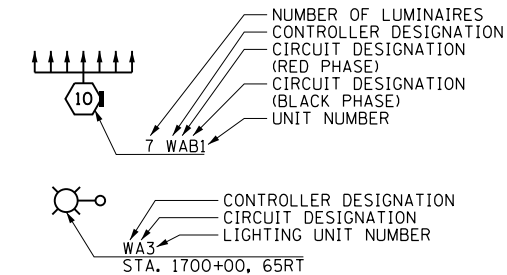 NUMBER OF LUMINAIRES
CONTROLLER DESIGNATION
CIRCUIT DESIGNATION
(RED PHASE)
CIRCUIT DESIGNATION
(BLACK PHASE)
UNIT NUMBER
10
7 WAB1
CONTROLLER DESIGNATION
CIRCUIT DESIGNATION
LIGHTING UNIT NUMBER
WA3
STA. 1700+00, 65RT